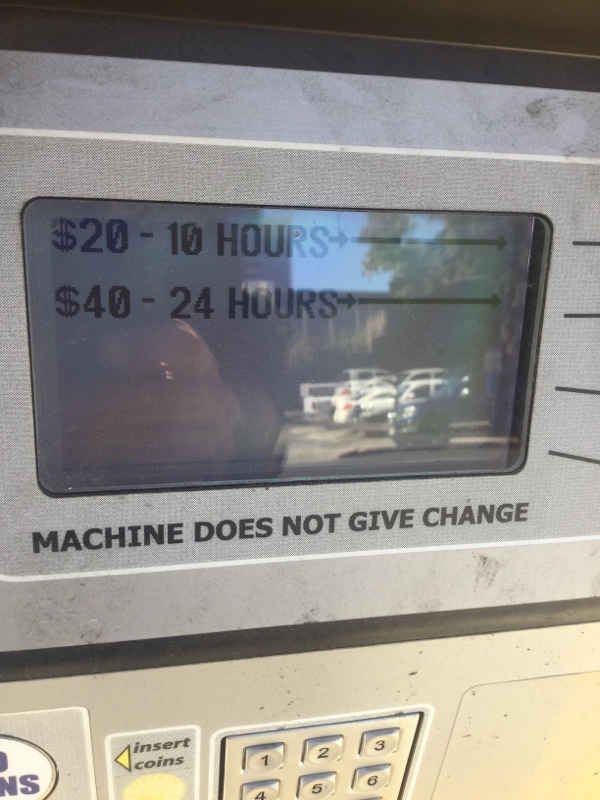 $20 - 10 HOURS→
$40 - 24 HOURS→
MACHINE DOES NOT GIVE CHANGE
insert
coins
1 2 3
4 5 6